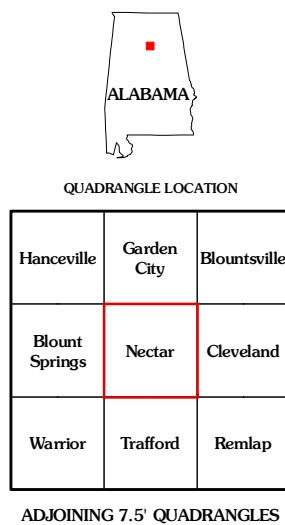 ALABAMA
QUADRANGLE LOCATION
Hanceville
Garden
City
Blountsville
Blount
Springs
Nectar
Cleveland
Warrior
Trafford
Remlap
ADJOINING 7.5' QUADRANGLES